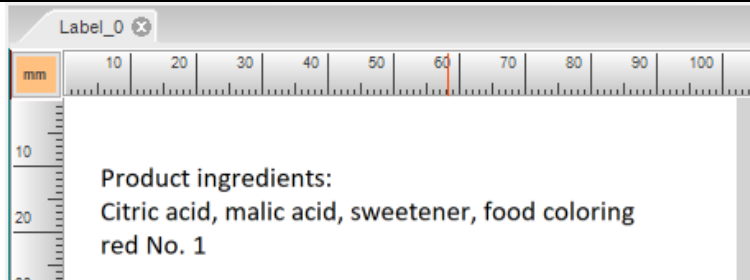 Label_0
mm 10 20 30 40 50 60 70 80 90 100
10
Product ingredients:
Citric acid, malic acid, sweetener, food coloring
20
red No. 1